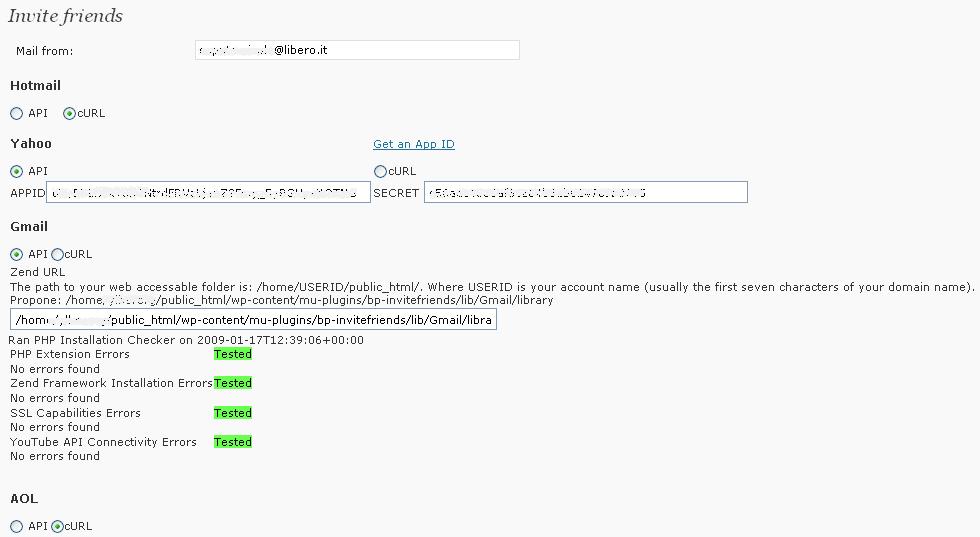 Invite friends
Mail from: @libero.it
Hotmail
API cURL
Yahoo Get an App ID
API cURL
APPID SECRET
Gmail
API cURL
Zend URL
The path to your web accessable folder is: /home/USERID/public_html/. Where USERID is your account name (usually the first seven characters of your domain name).
Propone: /home/ /public_html/wp-content/mu-plugins/bp-invitefriends/lib/Gmail/library
/home/ /public_html/wp-content/mu-plugins/bp-invitefriends/lib/Gmail/libra
Ran PHP Installation Checker on 2009-01-17T12:39:06+00:00
PHP Extension Errors Tested
No errors found
Zend Framework Installation Errors Tested
No errors found
SSL Capabilities Errors Tested
No errors found
YouTube API Connectivity Errors Tested
No errors found
AOL
API cURL